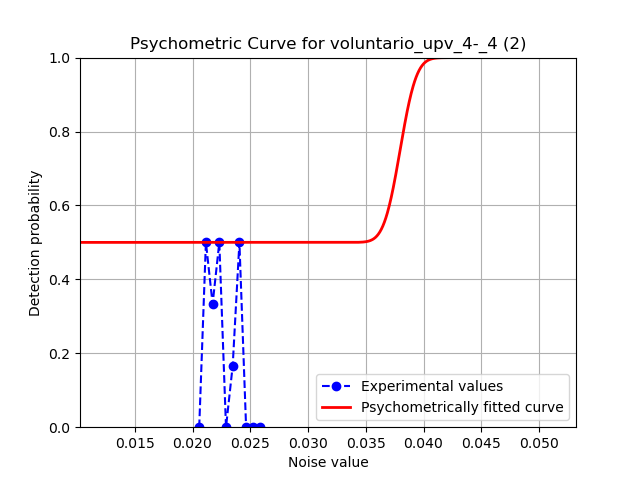 Psychometric Curve for voluntario_upv_4-_4 (2)
Detection probability
1.0
0.8
0.6
0.4
0.2
0.0
Experimental values
Psychometrically fitted curve
0.015 0.020 0.025 0.030 0.035 0.040 0.045 0.050
Noise value